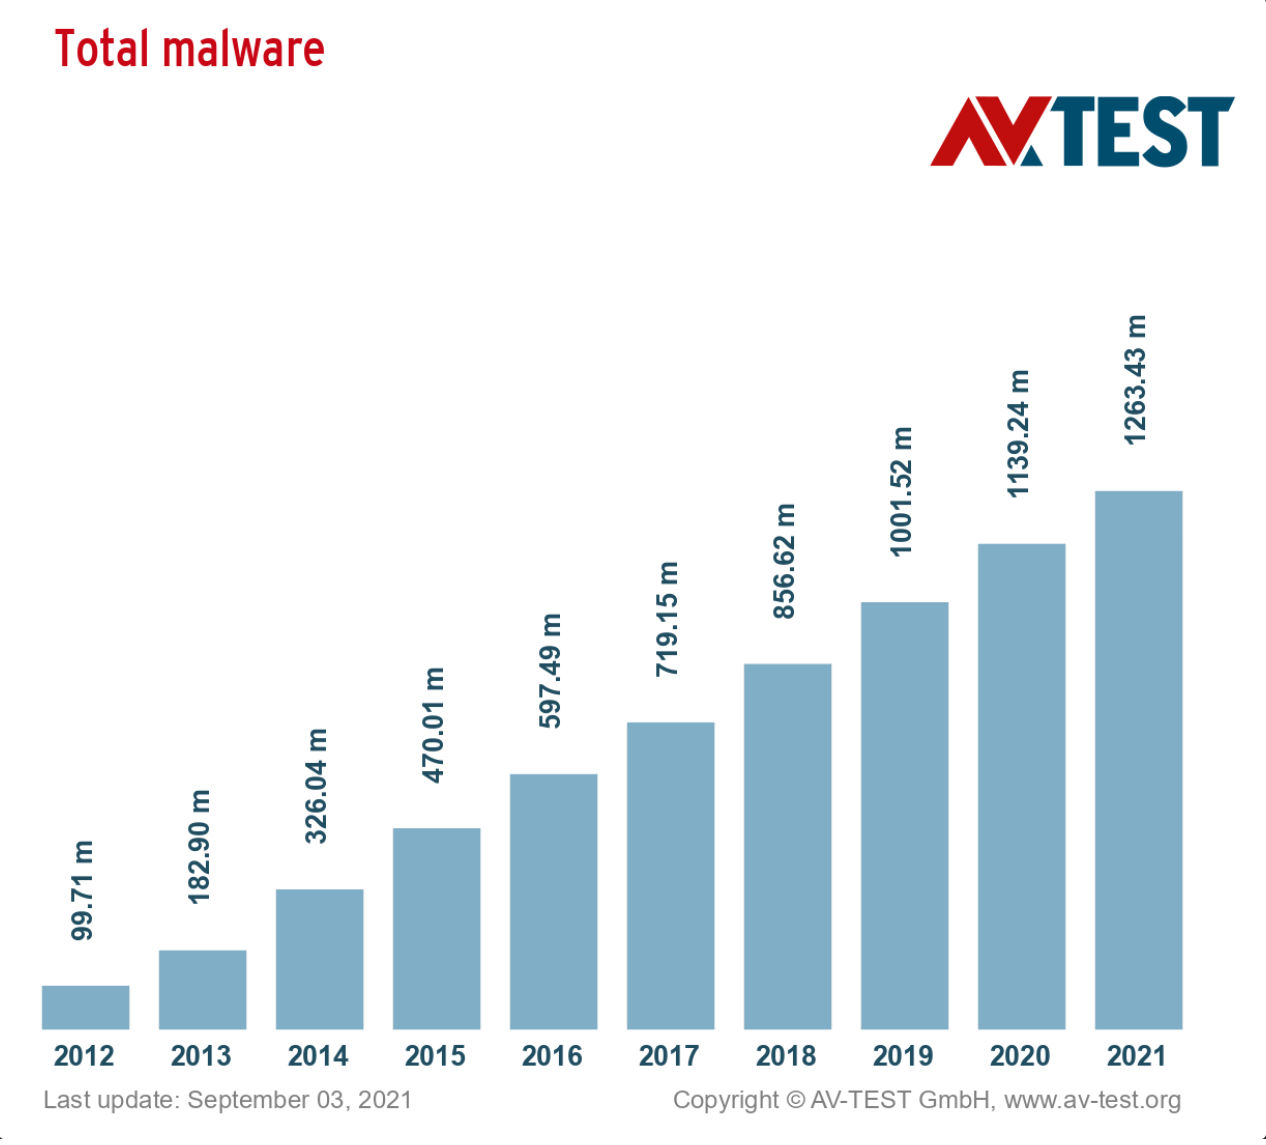 Total malware
AVTEST
99.71 m
182.90 m
326.04 m
470.01 m
597.49 m
719.15 m
856.62 m
1001.52 m
1139.24 m
1263.43 m
2012 2013 2014 2015 2016 2017 2018 2019 2020 2021
Last update: September 03, 2021 Copyright © AV-TEST GmbH, www.av-test.org